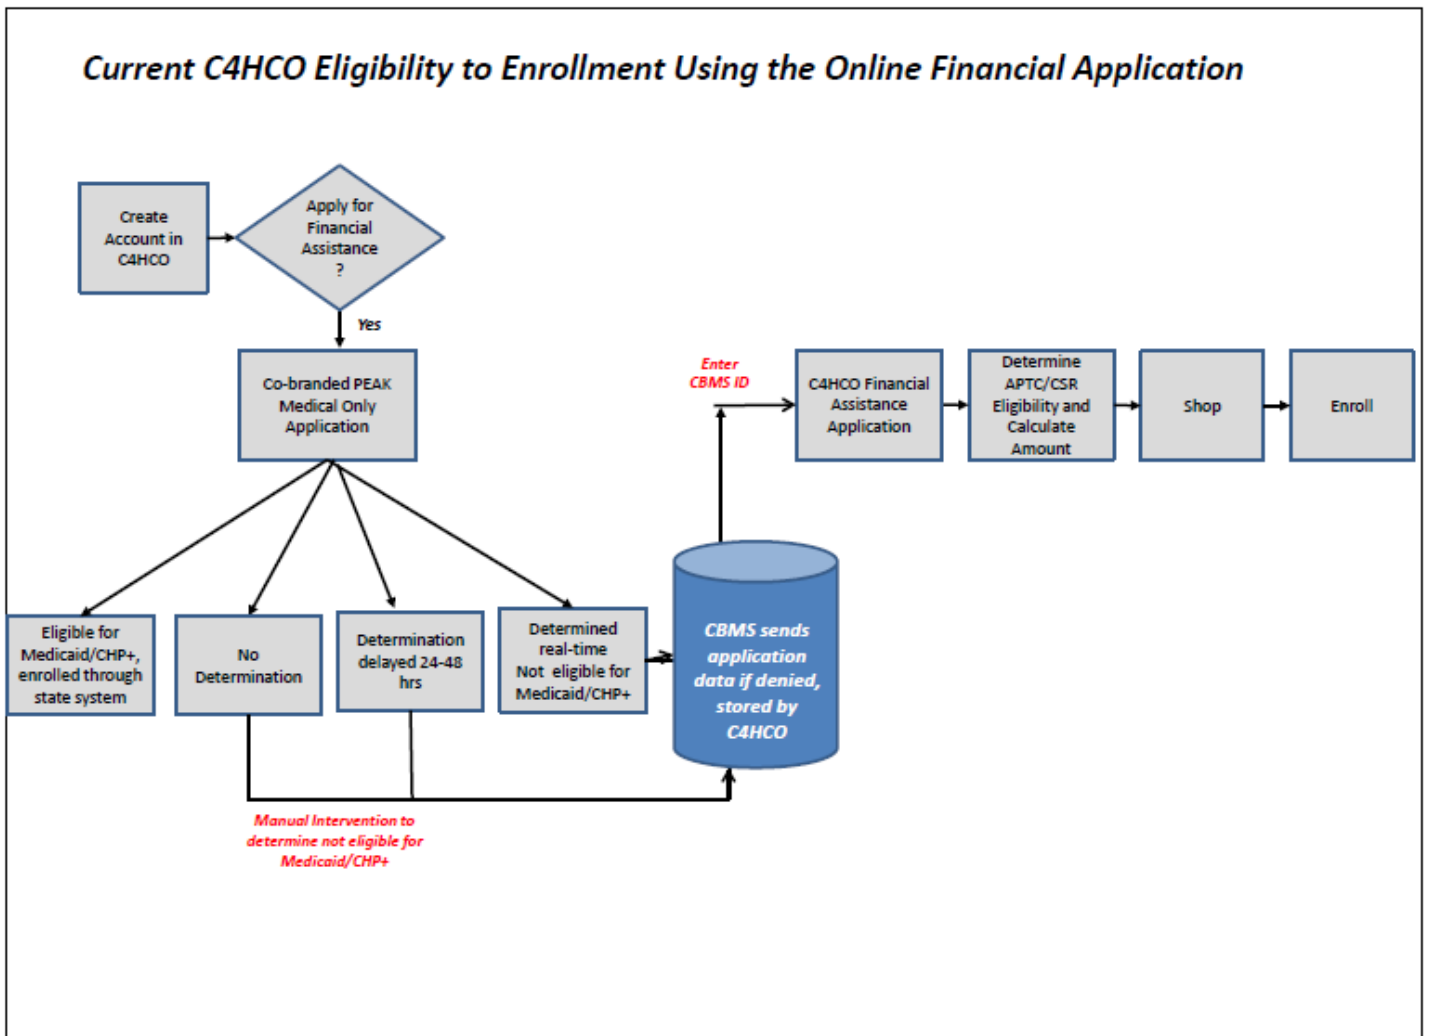 Current C4HCO Eligibility to Enrollment Using the Online Financial Application
Create
Account in
C4HCO
Apply for
Financial
Assistance
?
Yes
Co-branded PEAK
Medical Only
Application
Eligible for
Medicaid/CHP+,
enrolled through
state system
No
Determination
Determination
delayed 24-48
hrs
Determined
real-time
Not eligible for
Medicaid/CHP+
Manual Intervention to
determine not eligible for
Medicaid/CHP+
CBMS sends
application
data if denied,
stored by
C4HCO
Enter
CBMS ID
C4HCO Financial
Assistance
Application
Determine
APTC/CSR
Eligibility and
Calculate
Amount
Shop
Enroll